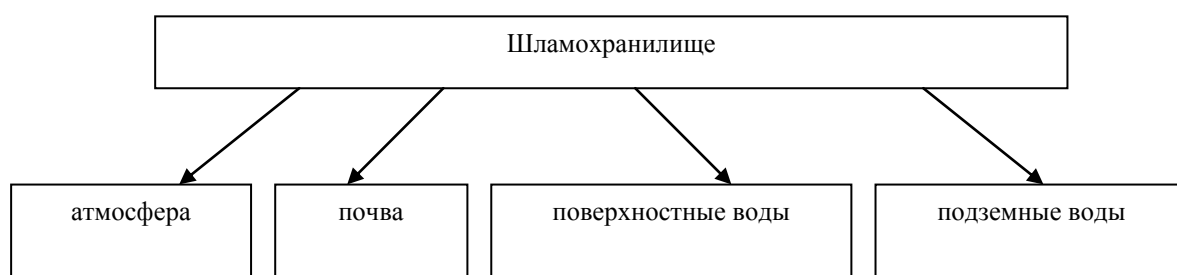 Шламохранилище
атмосфера
почва
поверхностные воды
подземные воды